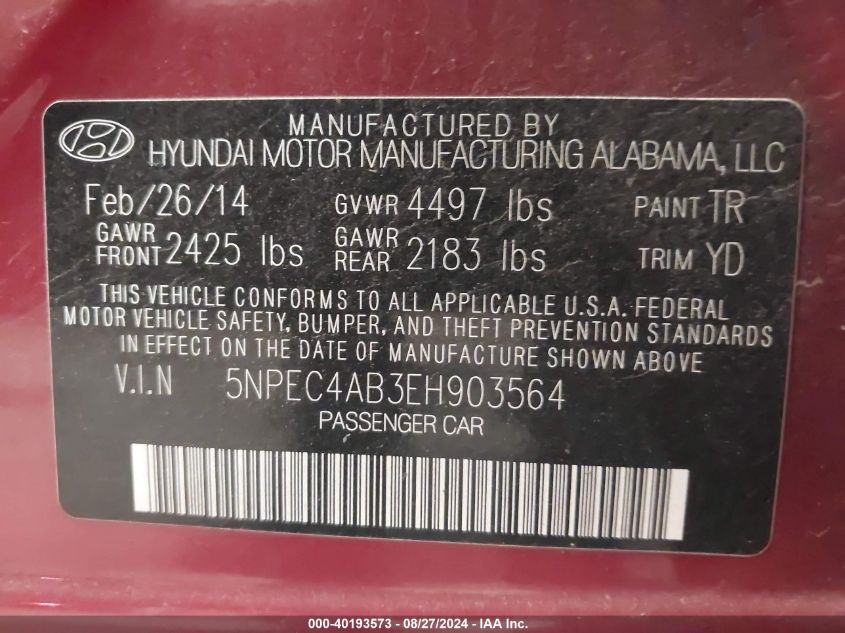 MANUFACTURED BY
HYUNDAI MOTOR MANUFACTURING ALABAMA, LLC
Feb/26/14 GVWR 4497 lbs PAINT TR
GAWR FRONT 2425 lbs GAWR REAR 2183 lbs TRIM YD
THIS VEHICLE CONFORMS TO ALL APPLICABLE U.S.A. FEDERAL
MOTOR VEHICLE SAFETY, BUMPER, AND THEFT PREVENTION STANDARDS
IN EFFECT ON THE DATE OF MANUFACTURE SHOWN ABOVE
V.I.N 5NPEC4AB3EH903564
PASSENGER CAR
000-40193573 - 08/27/2024 - IAA Inc.